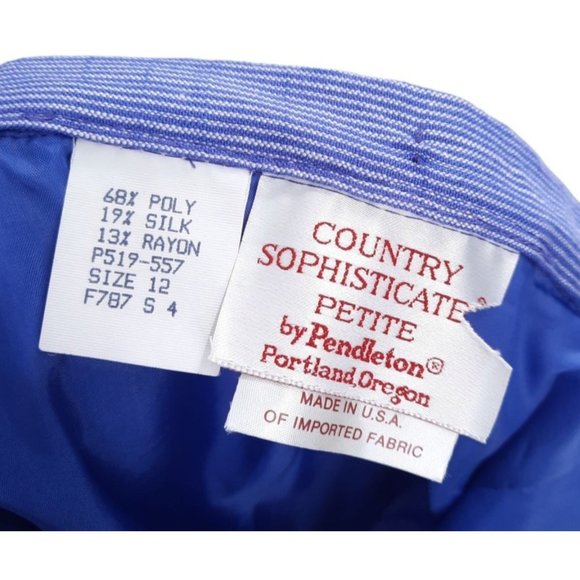 68% POLY
19% SILK
13% RAYON
P519-557
SIZE 12
F787 S 4
COUNTRY
SOPHISTICATE®
PETITE
by Pendleton®
Portland, Oregon
MADE IN U.S.A.
OF IMPORTED FABRIC